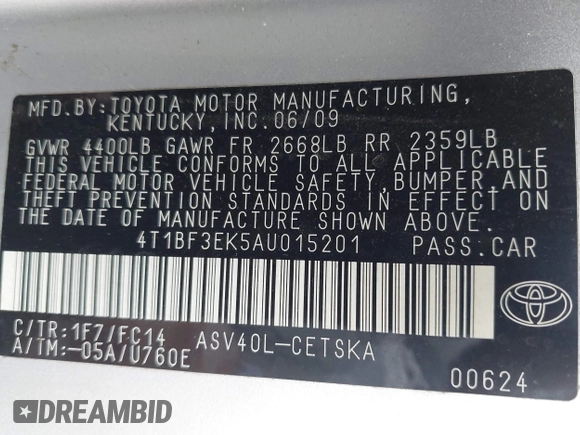 MFD.BY:TOYOTA MOTOR MANUFACTURING,
KENTUCKY, INC. 06/09
GVWR 4400LB GAWR FR 2668LB RR 2359LB
THIS VEHICLE CONFORMS TO ALL APPLICABLE
FEDERAL MOTOR VEHICLE SAFETY,BUMPER,AND
THEFT PREVENTION STANDARDS IN EFFECT ON
THE DATE OF MANUFACTURE SHOWN ABOVE.
4T1BF3EK5AU015201 PASS.CAR
C/TR:1F7/FC14 ASV40L-CETSKA
A/TM:-05A/U760E
00624
DREAMBID